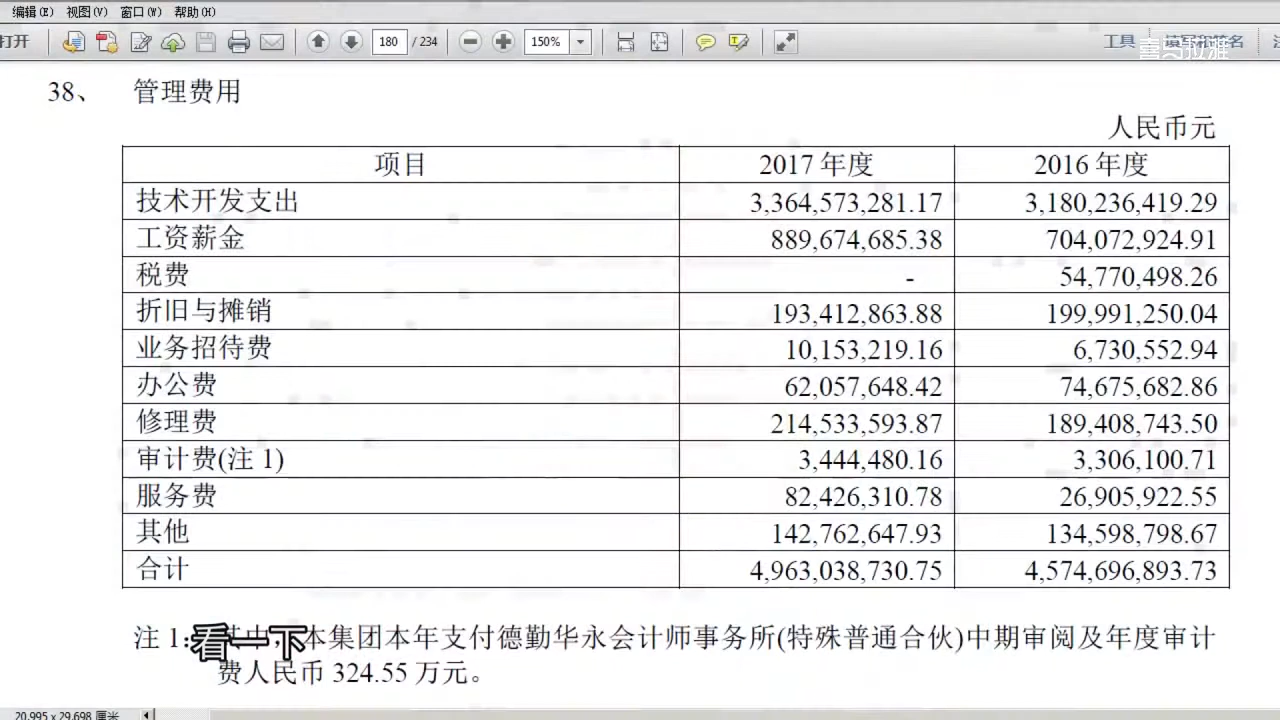 编辑(E) 视图(V) 窗口(W) 帮助(H)
打开 180 / 234 150% 工具
喜马拉雅
38、 管理费用
人民币元
项目 2017 年度 2016 年度
技术开发支出 3,364,573,281.17 3,180,236,419.29
工资薪金 889,674,685.38 704,072,924.91
税费 - 54,770,498.26
折旧与摊销 193,412,863.88 199,991,250.04
业务招待费 10,153,219.16 6,730,552.94
办公费 62,057,648.42 74,675,682.86
修理费 214,533,593.87 189,408,743.50
审计费(注 1) 3,444,480.16 3,306,100.71
服务费 82,426,310.78 26,905,922.55
其他 142,762,647.93 134,598,798.67
合计 4,963,038,730.75 4,574,696,893.73
看一下
注 1: 其中,本集团本年支付德勤华永会计师事务所(特殊普通合伙)中期审阅及年度审计
费人民币 324.55 万元。
20.995 x 29.698 厘米